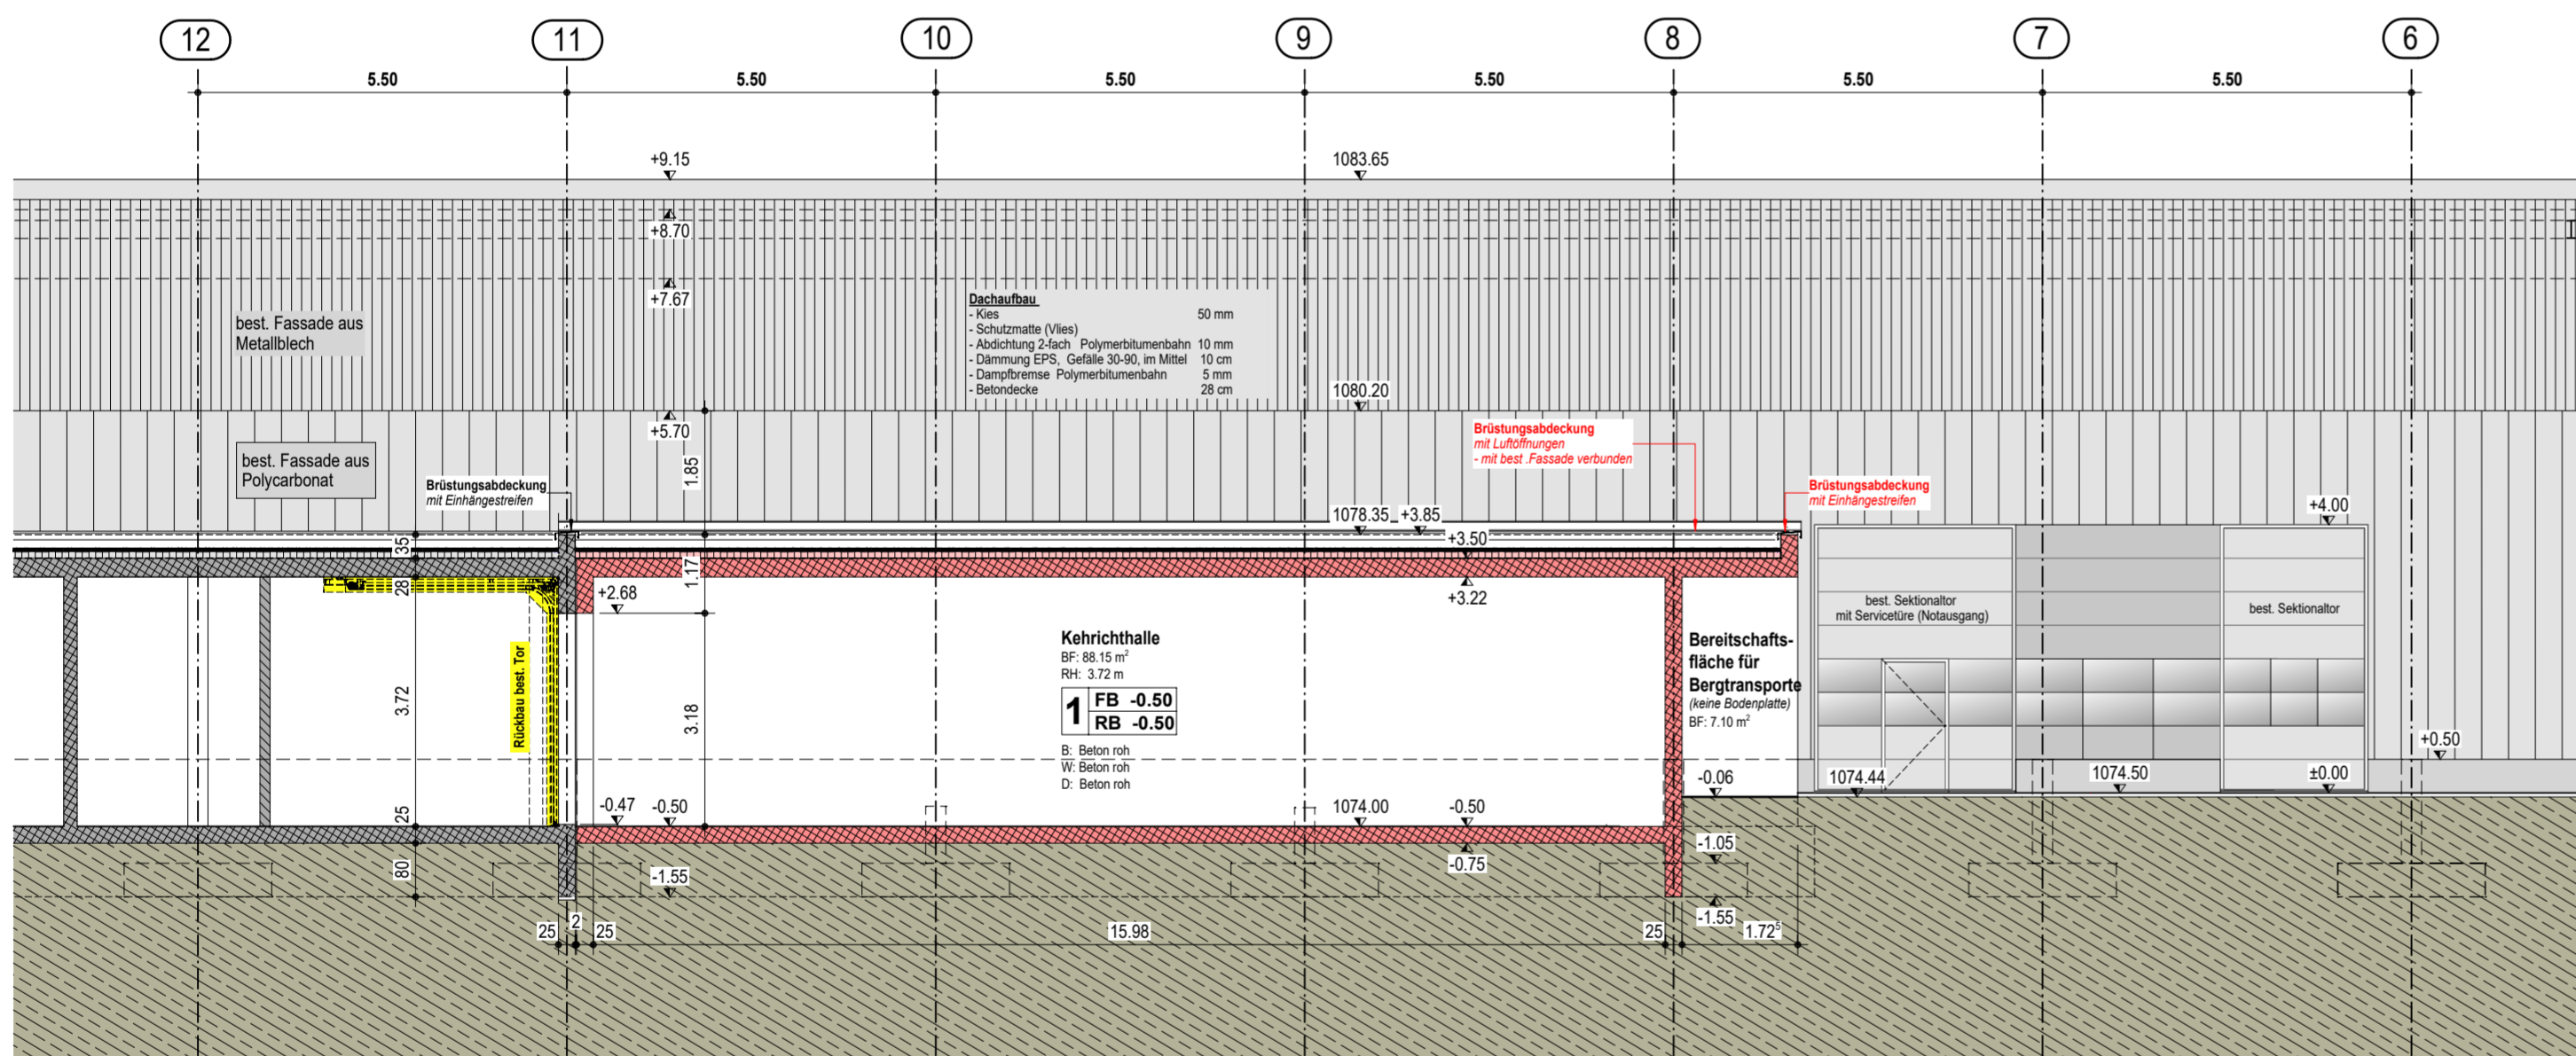 12 11 10 9 8 7 6
5.50 5.50 5.50 5.50 5.50 5.50
+9.15 1083.65
+8.70
+7.67
best. Fassade aus
Metallblech
Dachaufbau
- Kies 50 mm
- Schutzmatte (Vlies)
- Abdichtung 2-fach Polymerbitumenbahn 10 mm
- Dämmung EPS, Gefälle 30-90, im Mittel 10 cm
- Dampfbremse Polymerbitumenbahn 5 mm
- Betondecke 28 cm
1080.20
+5.70
best. Fassade aus
Polycarbonat
1.85
Brüstungsabdeckung
mit Luftöffnungen
- mit best .Fassade verbunden
Brüstungsabdeckung
mit Einhängestreifen
Brüstungsabdeckung
mit Einhängestreifen
1078.35 +3.85
+4.00
35
+3.50
28
1.17
+2.68
+3.22
best. Sektionaltor
mit Servicetüre (Notausgang)
best. Sektionaltor
Rückbau best. Tor
3.72
3.18
Kehrichthalle
BF: 88.15 m²
RH: 3.72 m
1 FB -0.50
RB -0.50
B: Beton roh
W: Beton roh
D: Beton roh
Bereitschafts-
fläche für
Bergtransporte
(keine Bodenplatte)
BF: 7.10 m²
+0.50
-0.06 1074.44 1074.50 ±0.00
25 -0.47 -0.50 1074.00 -0.50
-1.05
-0.75
80
-1.55
-1.55
25 2 25 15.98 25 1.72⁵